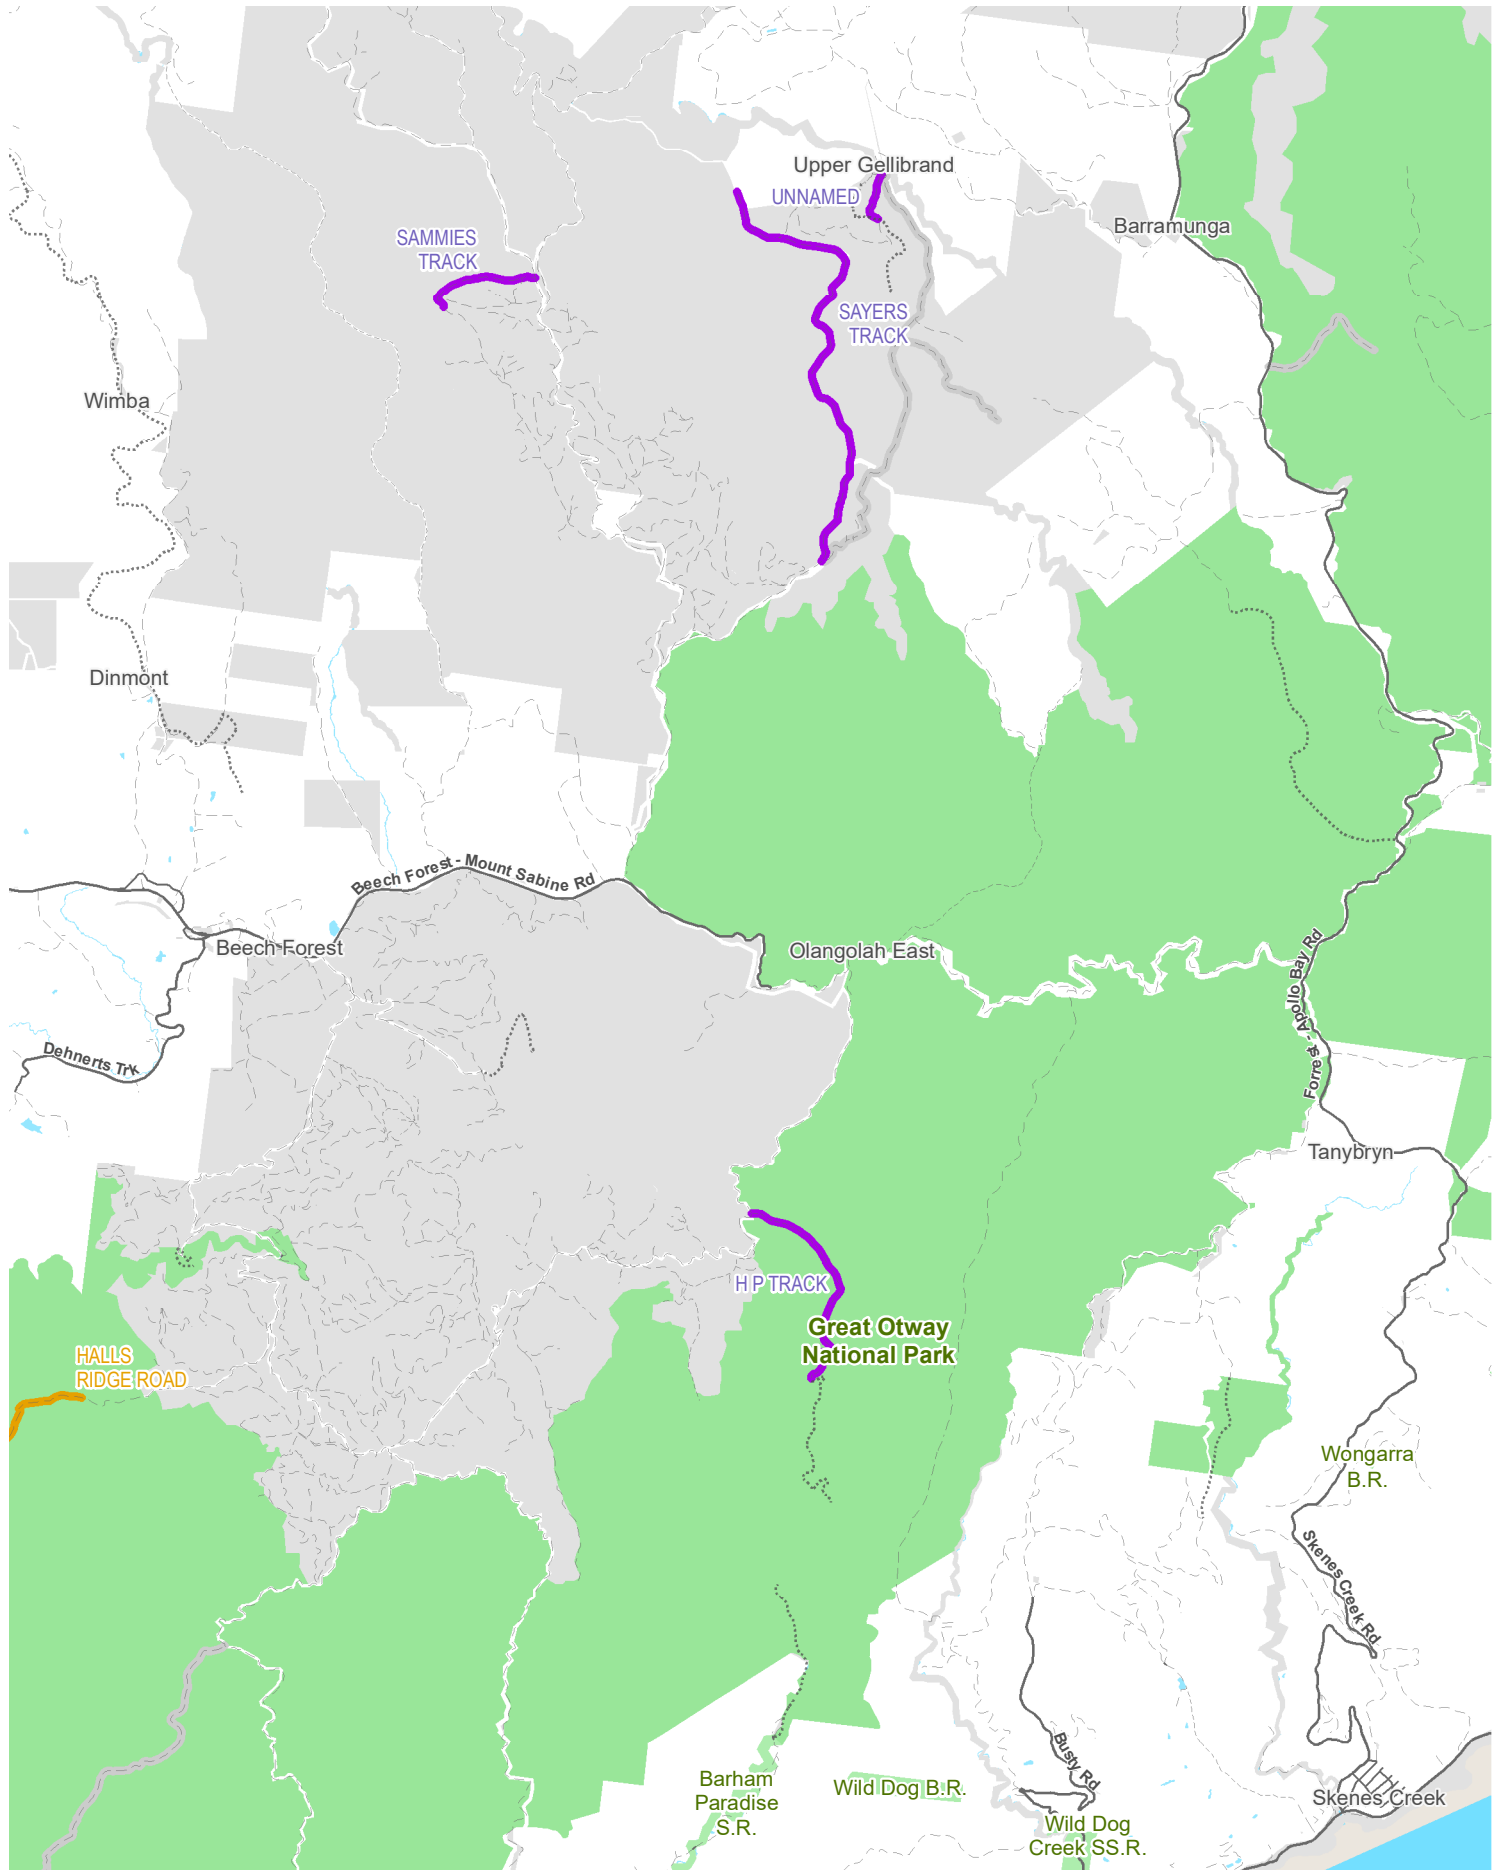 Upper Gellibrand
UNNAMED
Barramunga
SAMMIES
TRACK
SAYERS
TRACK
Wimba
Dinmont
Beech Forest - Mount Sabine Rd
Beech Forest
Olangolah East
Forrest - Apollo Bay Rd
Dehnerts Trk
Tanybryn
H P TRACK
Great Otway
National Park
HALLS
RIDGE ROAD
Wongarra
B.R.
Skenes Creek Rd
Busty Rd
Barham
Paradise
S.R.
Wild Dog B.R.
Skenes Creek
Wild Dog
Creek SS.R.